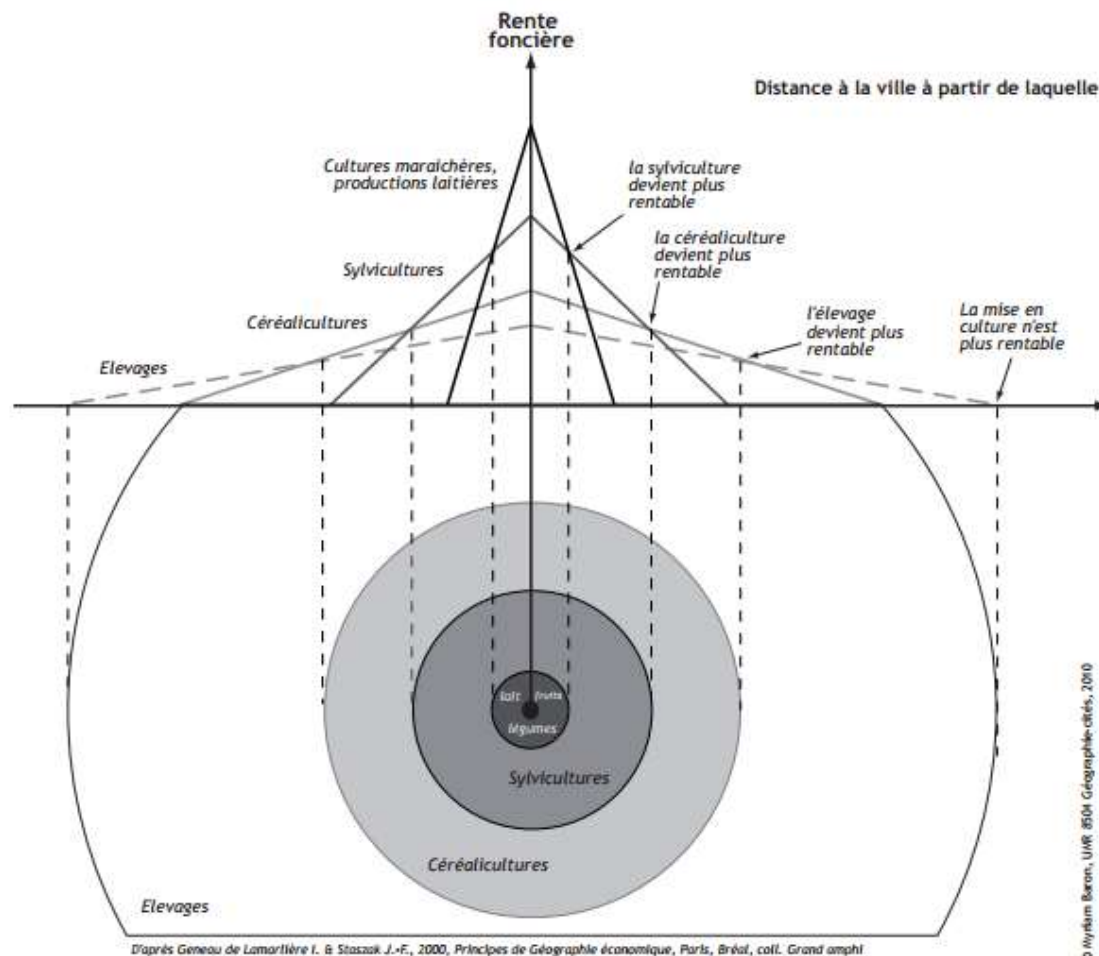 Rente
foncière
Distance à la ville à partir de laquelle
Cultures maraichères,
productions laitières
la sylviculture
devient plus
rentable
la céréaliculture
devient plus
rentable
Sylvicultures
Céréalicultures
l'élevage
devient plus
rentable
La mise en
culture n'est
plus rentable
Elevages
lait
fruits
légumes
Sylvicultures
Céréalicultures
Elevages
D'après Geneau de Lamarlière I. & Staszak J.-F., 2000, Principes de Géographie économique, Paris, Bréal, coll. Grand amphi
© Myriam Baron, UMR 8504 Géographie-cités, 2010